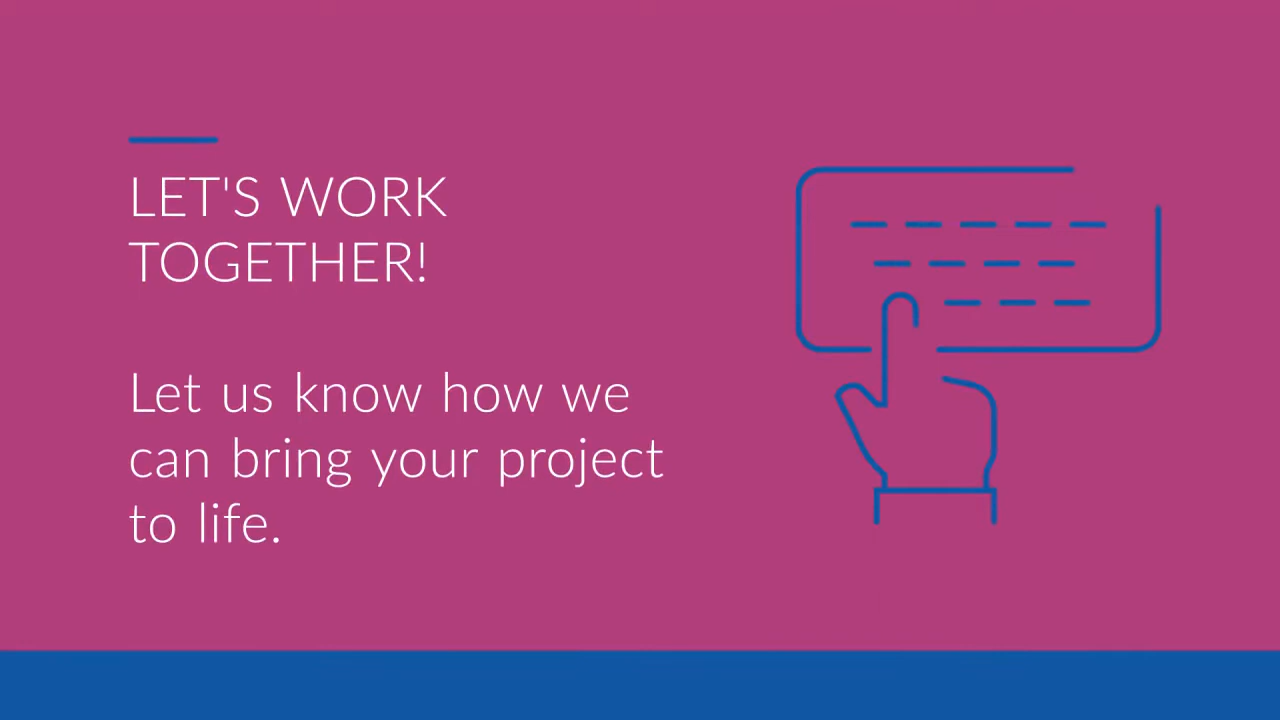 LET'S WORK
TOGETHER!
Let us know how we
can bring your project
to life.